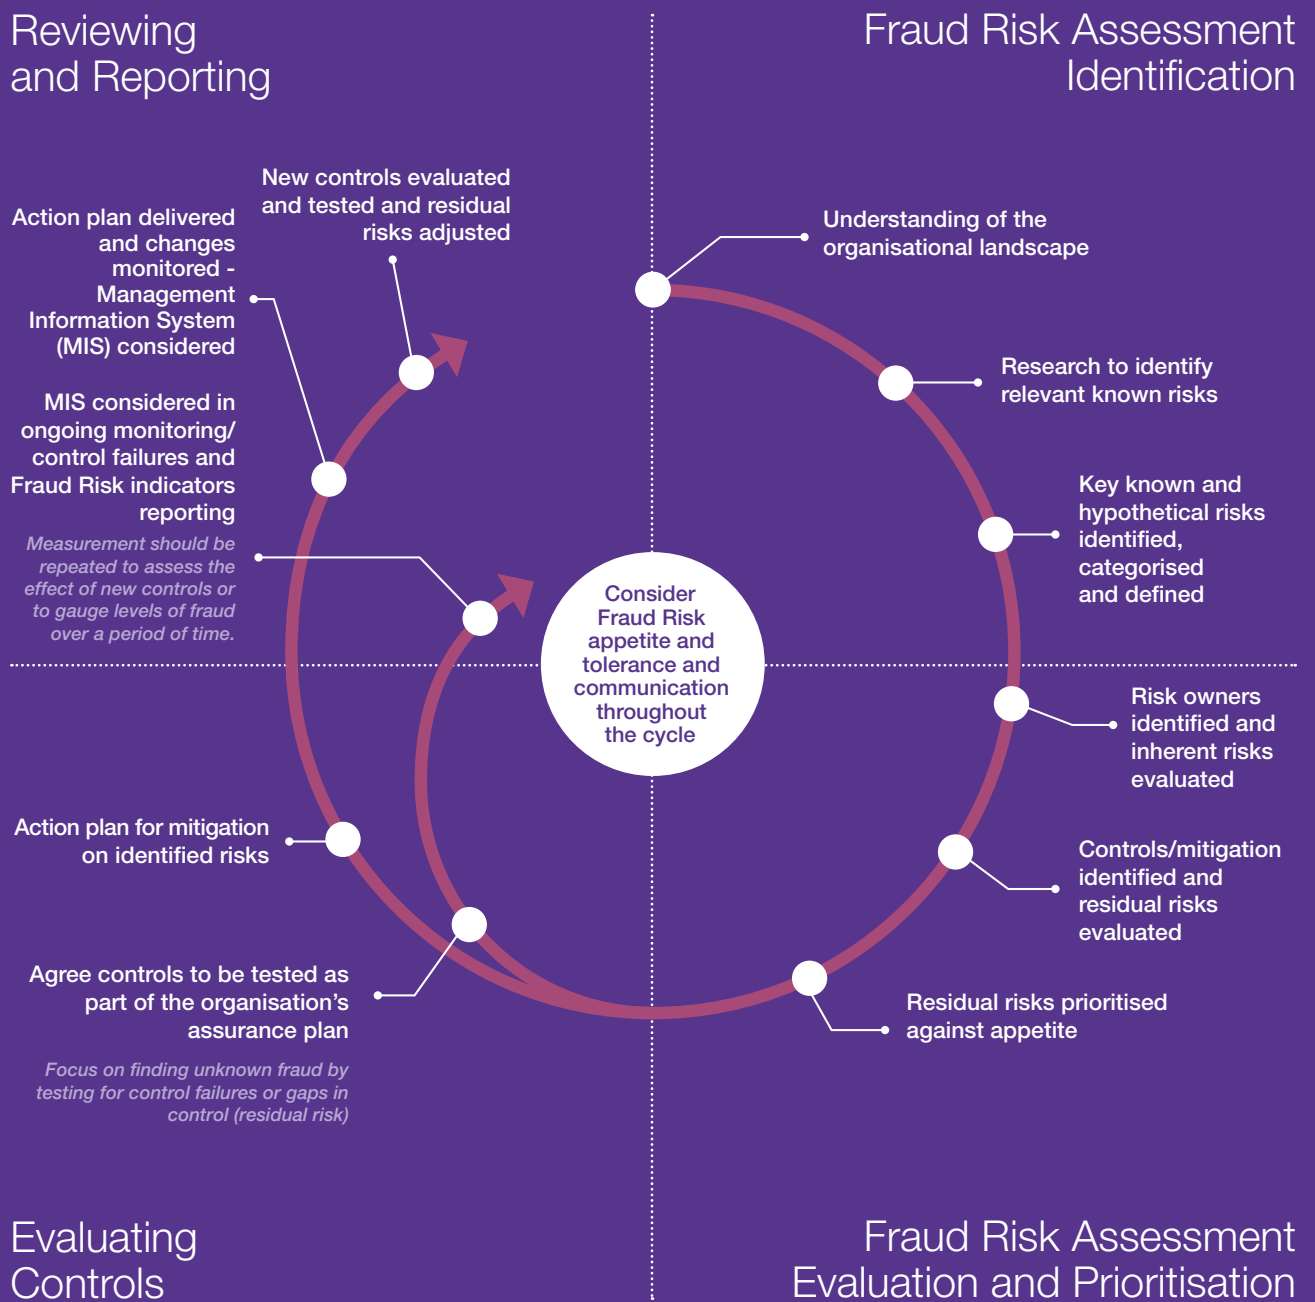 Reviewing
and Reporting
Fraud Risk Assessment
Identification
New controls evaluated
and tested and residual
risks adjusted
Action plan delivered
and changes
monitored -
Management
Information System
(MIS) considered
MIS considered in
ongoing monitoring/
control failures and
Fraud Risk indicators
reporting
Measurement should be
repeated to assess the
effect of new controls or
to gauge levels of fraud
over a period of time.
Understanding of the
organisational landscape
Research to identify
relevant known risks
Key known and
hypothetical risks
identified,
categorised
and defined
Consider
Fraud Risk
appetite and
tolerance and
communication
throughout
the cycle
Risk owners
identified and
inherent risks
evaluated
Controls/mitigation
identified and
residual risks
evaluated
Residual risks prioritised
against appetite
Action plan for mitigation
on identified risks
Agree controls to be tested as
part of the organisation’s
assurance plan
Focus on finding unknown fraud by
testing for control failures or gaps in
control (residual risk)
Evaluating
Controls
Fraud Risk Assessment
Evaluation and Prioritisation